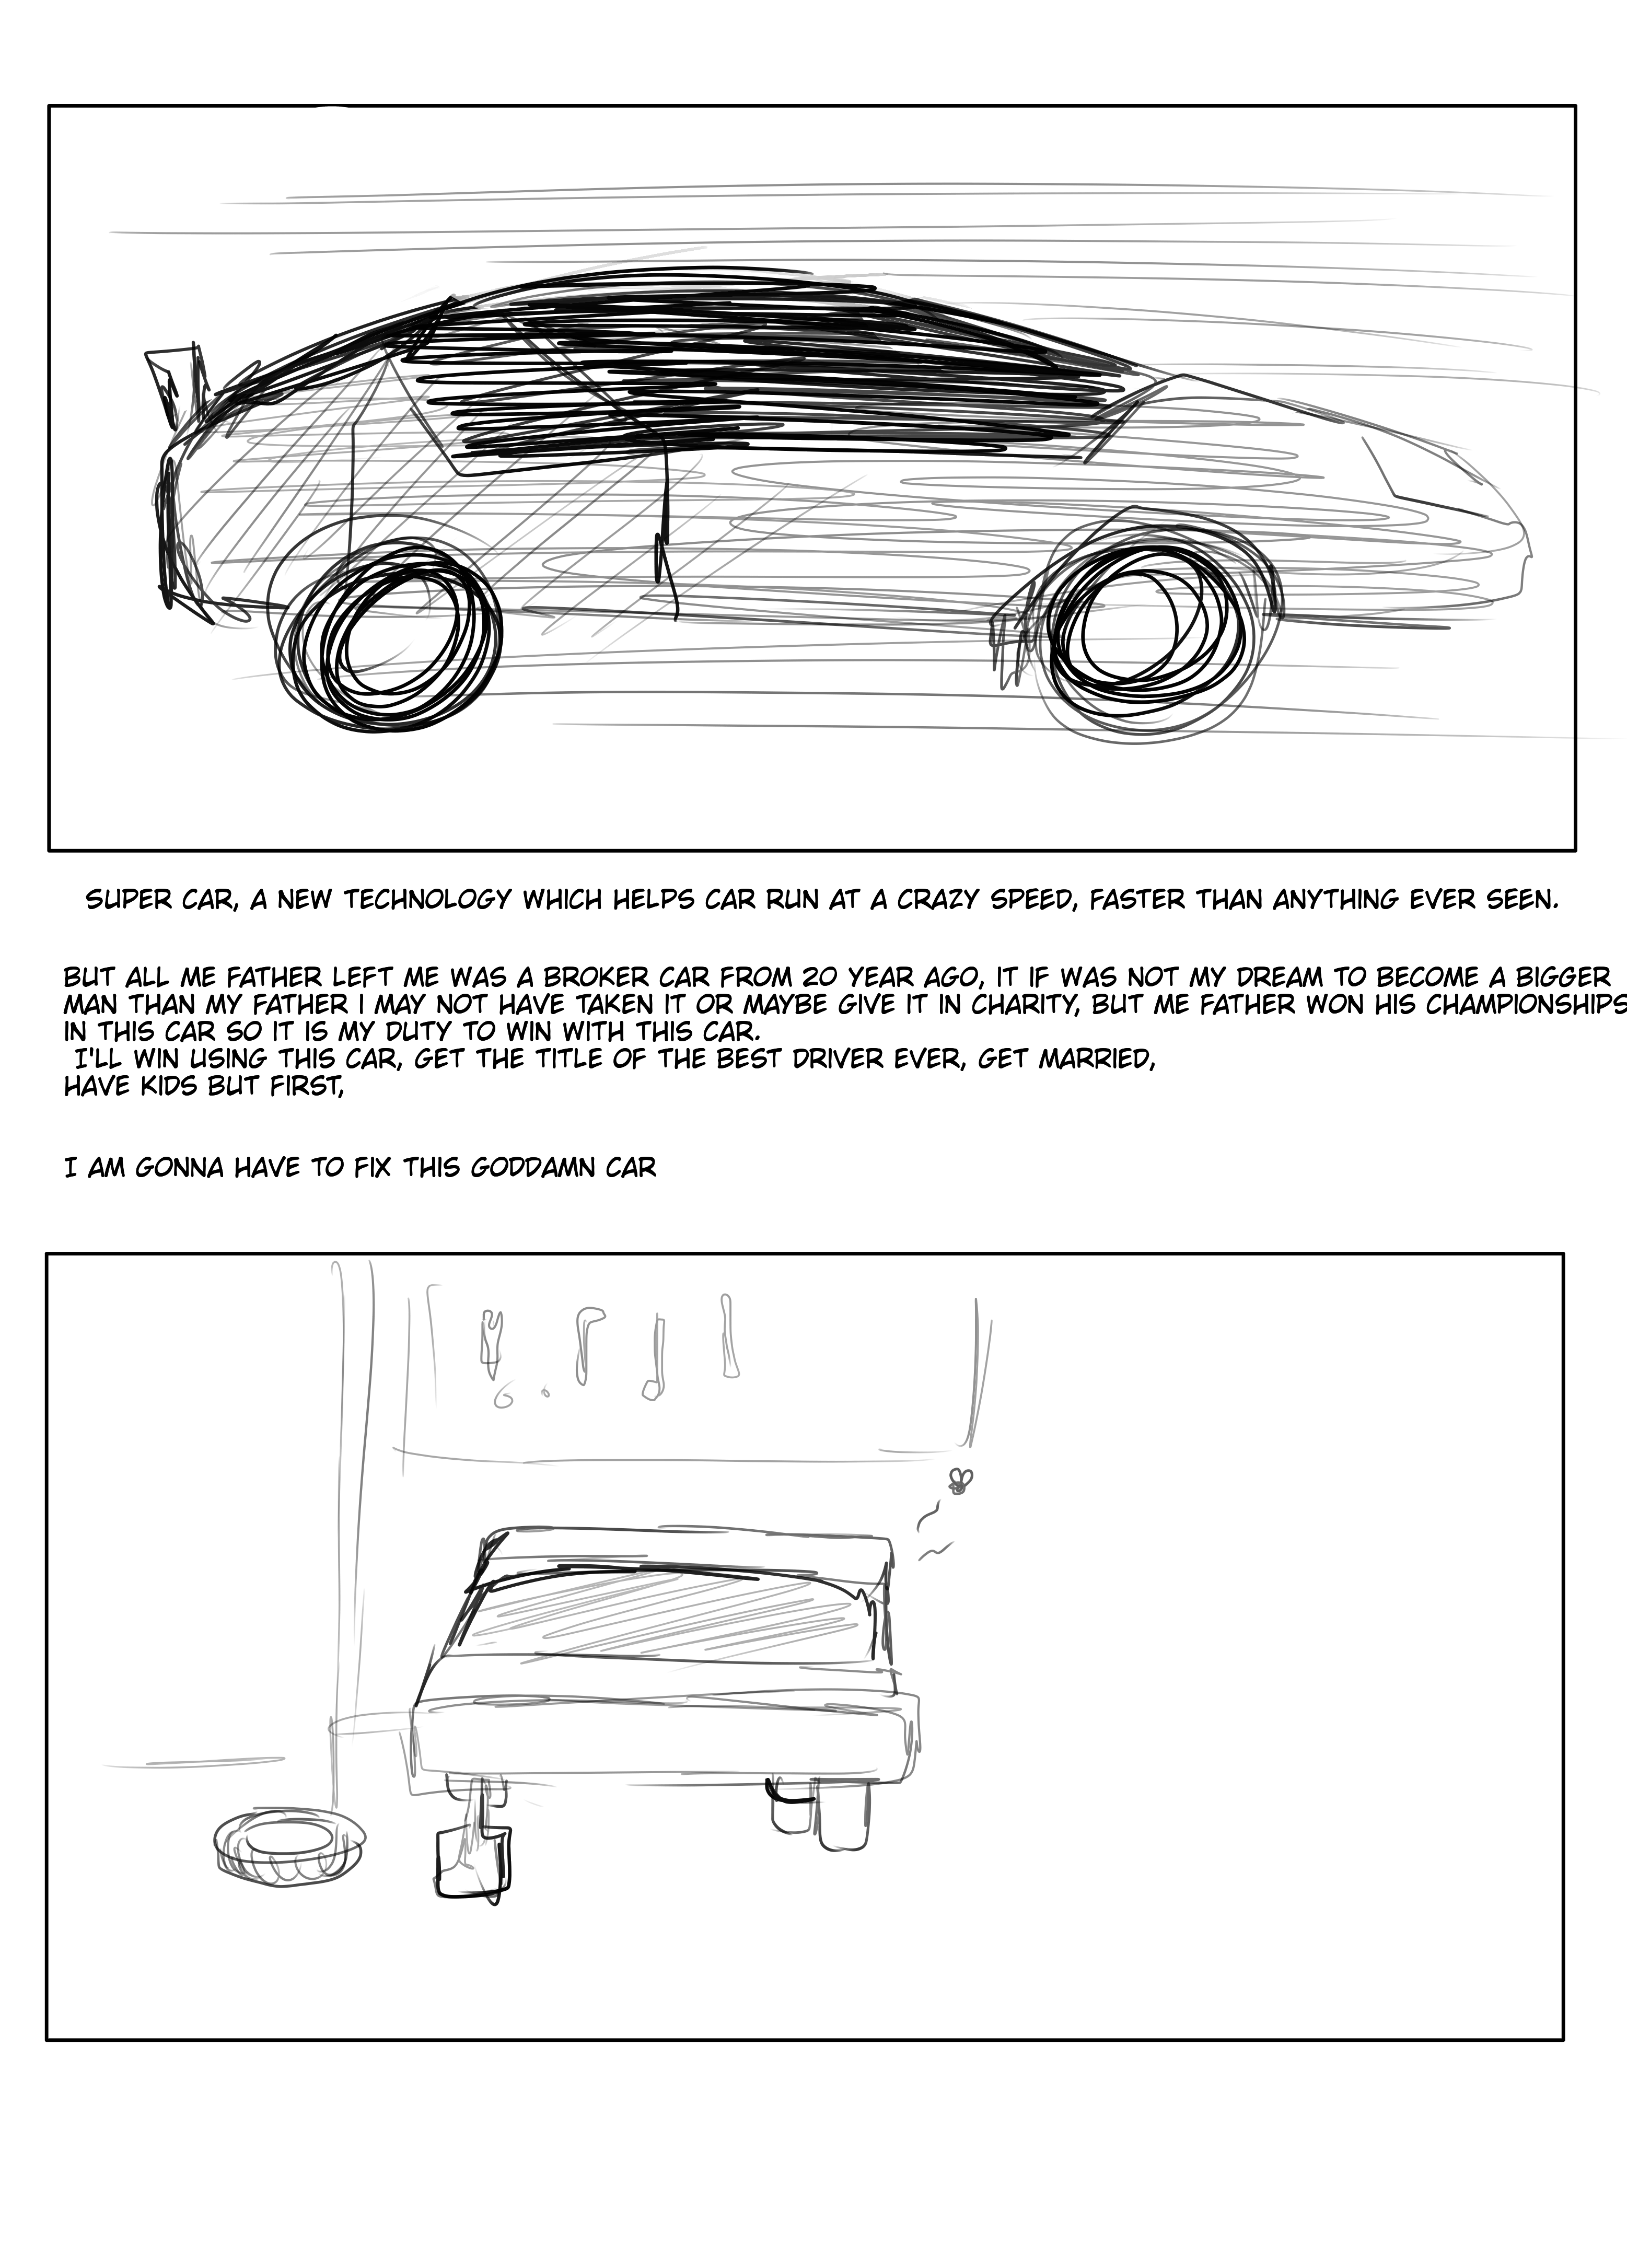 SUPER CAR, A NEW TECHNOLOGY WHICH HELPS CAR RUN AT A CRAZY SPEED, FASTER THAN ANYTHING EVER SEEN.
BUT ALL ME FATHER LEFT ME WAS A BROKER CAR FROM 20 YEAR AGO, IT IF WAS NOT MY DREAM TO BECOME A BIGGER
MAN THAN MY FATHER I MAY NOT HAVE TAKEN IT OR MAYBE GIVE IT IN CHARITY, BUT ME FATHER WON HIS CHAMPIONSHIPS
IN THIS CAR SO IT IS MY DUTY TO WIN WITH THIS CAR.
I'LL WIN USING THIS CAR, GET THE TITLE OF THE BEST DRIVER EVER, GET MARRIED,
HAVE KIDS BUT FIRST,
I AM GONNA HAVE TO FIX THIS GODDAMN CAR